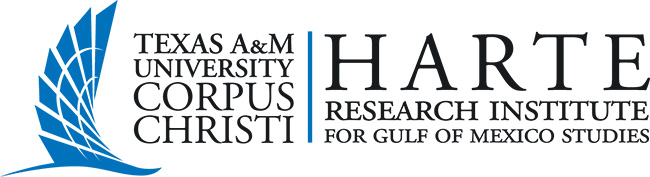 TEXAS A&M
UNIVERSITY
CORPUS
CHRISTI
HARTE
RESEARCH INSTITUTE
FOR GULF OF MEXICO STUDIES